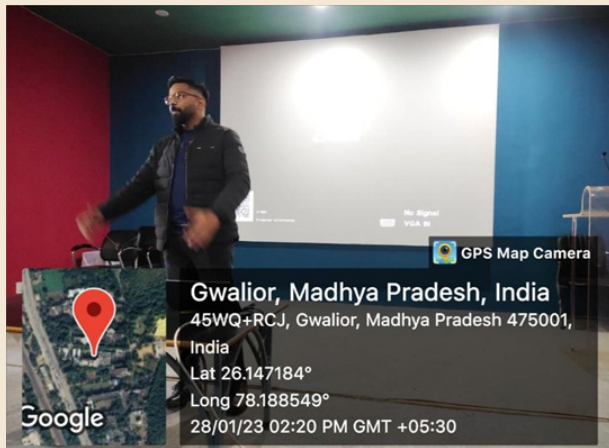 No Signal
VGA IN
GPS Map Camera
Gwalior, Madhya Pradesh, India
45WQ+RCJ, Gwalior, Madhya Pradesh 475001,
India
Lat 26.147184°
Long 78.188549°
28/01/23 02:20 PM GMT +05:30
Google